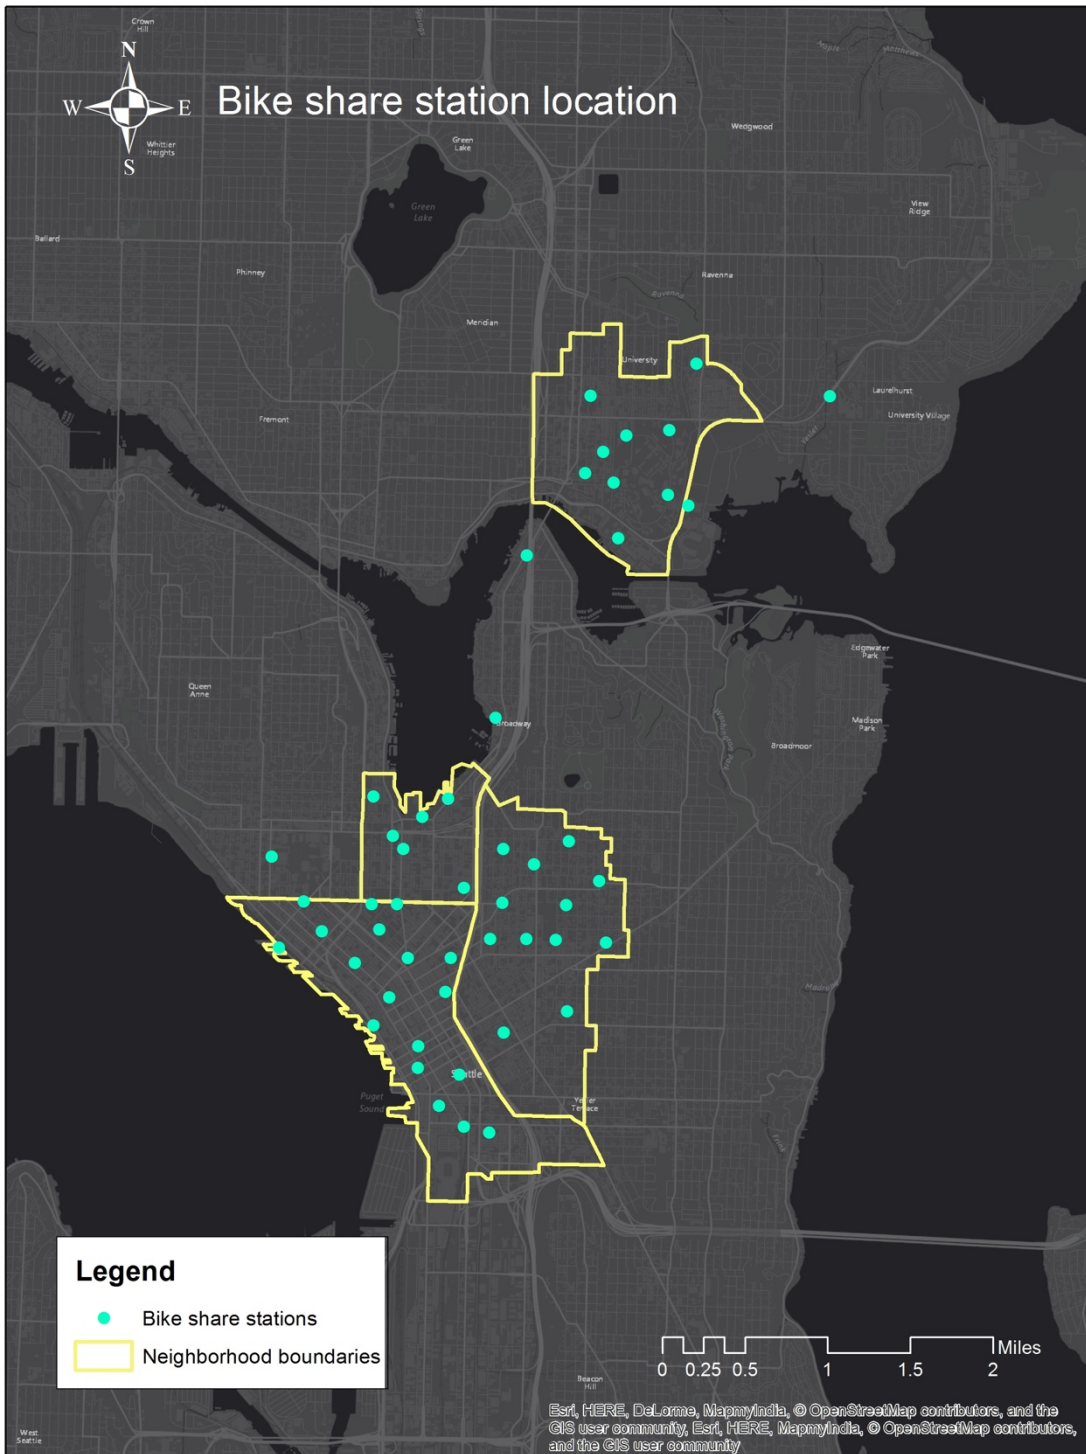 Crown
Hill
N
W
E
S
Bike share station location
Whittier
Heights
Green
Lake
Wedgwood
Matthews
Green
Lake
View
Ridge
Ballard
Phinney
Ravenna
Ravenna
Meridian
University
Laurelhurst
University Village
Fremont
Queen
Anne
Edgewater
Park
Broadway
Madison
Park
Broadmoor
Seattle
Puget
Sound
Yesler
Terrace
Legend
Bike share stations
Neighborhood boundaries
Miles
0 0.25 0.5 1 1.5 2
Beacon
Hill
West
Seattle
Esri, HERE, DeLorme, MapmyIndia, © OpenStreetMap contributors, and the
GIS user community, Esri, HERE, MapmyIndia, © OpenStreetMap contributors,
and the GIS user community